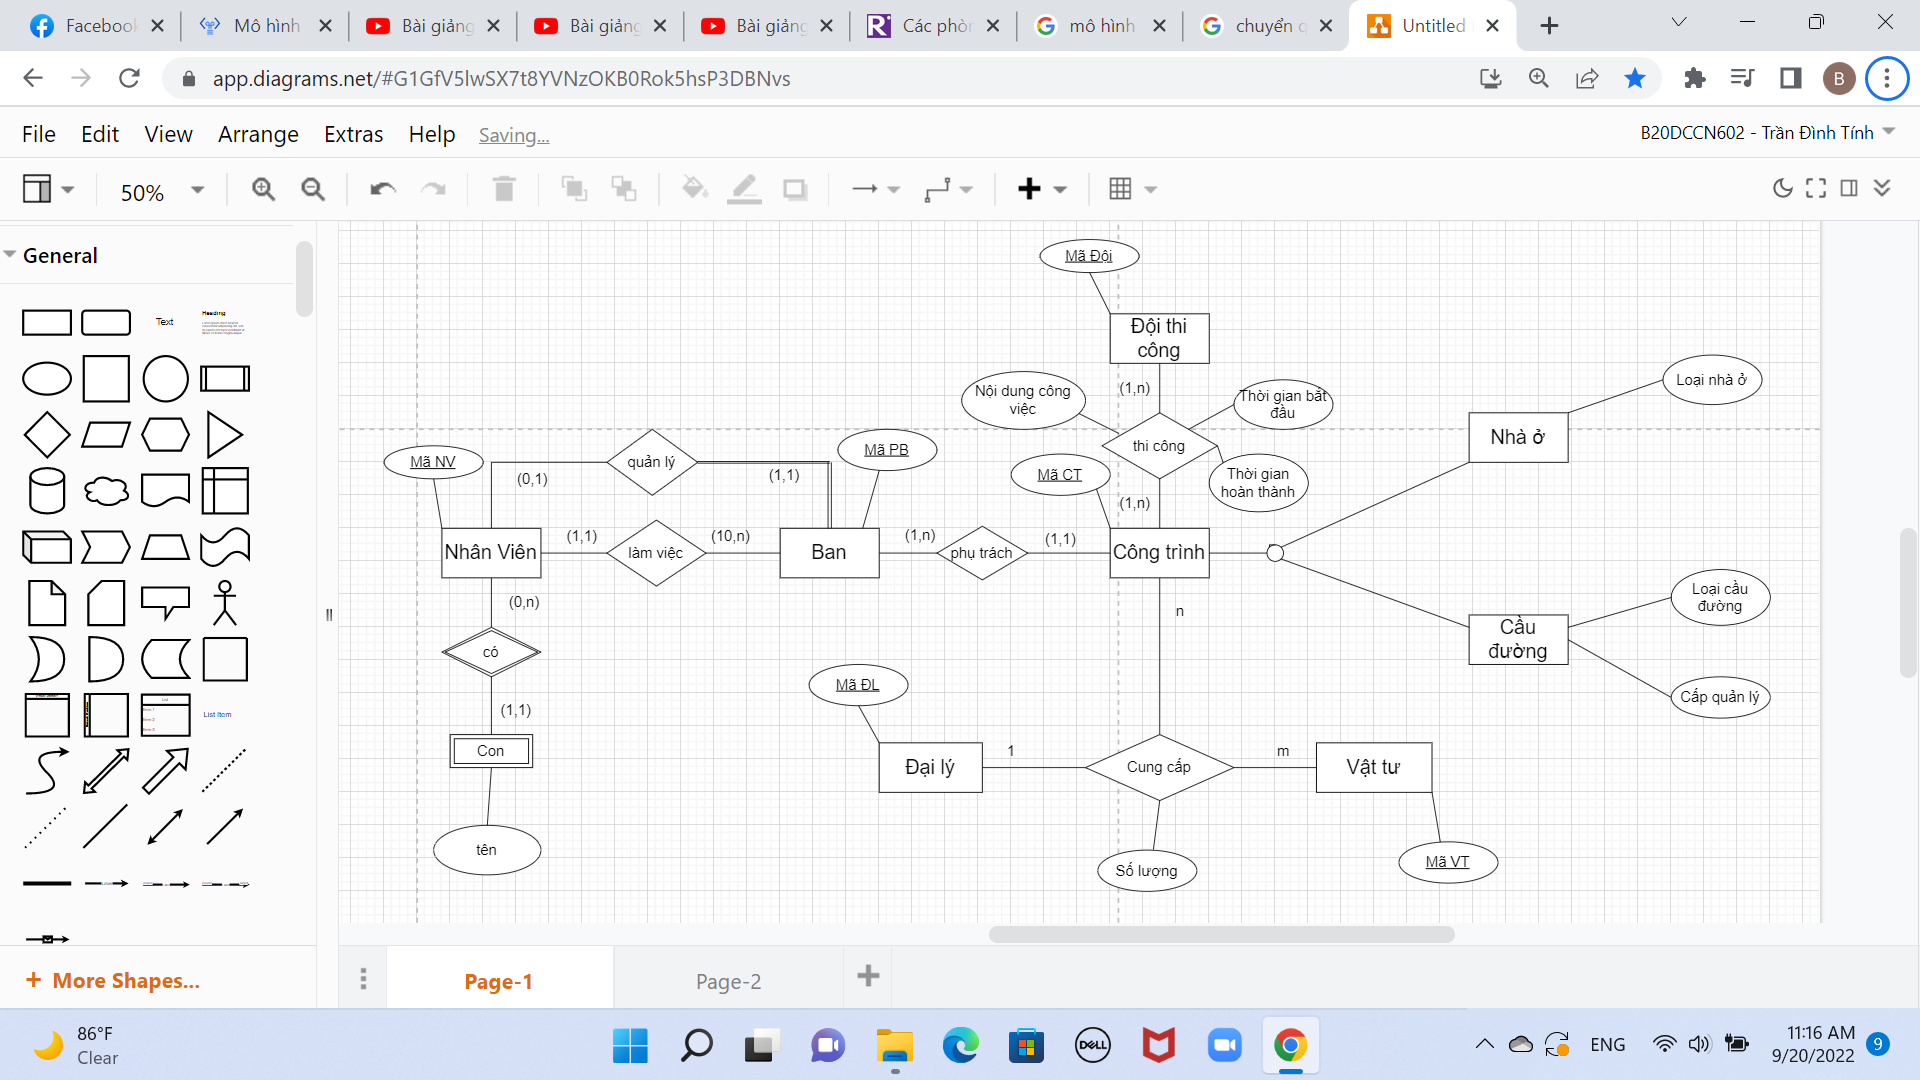 Facebook
Mô hình
Bài giảng
Bài giảng
Bài giảng
Các phòn
mô hình
chuyển q
Untitled
app.diagrams.net/#G1GfV5lwSX7t8YVNzOKB0Rok5hsP3DBNvs
B
File Edit View Arrange Extras Help Saving...
B20DCCN602 - Trần Đình Tính
50%
General
Text
Heading
List Item
More Shapes...
Mã Đội
Đội thi
công
(1,n)
Nội dung công
việc
Thời gian bắt
đầu
thi công
Thời gian
hoàn thành
Mã CT
(1,n)
Loại nhà ở
Nhà ở
Mã NV
quản lý
(0,1)
(1,1)
Mã PB
Nhân Viên
(1,1)
làm việc
(10,n)
Ban
(1,n)
phụ trách
(1,1)
Công trình
(0,n)
n
Loại cầu
đường
Cầu
đường
Cấp quản lý
có
(1,1)
Con
tên
Mã ĐL
Đại lý
1
Cung cấp
m
Vật tư
Số lượng
Mã VT
Page-1
Page-2
86°F
Clear
DELL
ENG
11:16 AM
9/20/2022
9